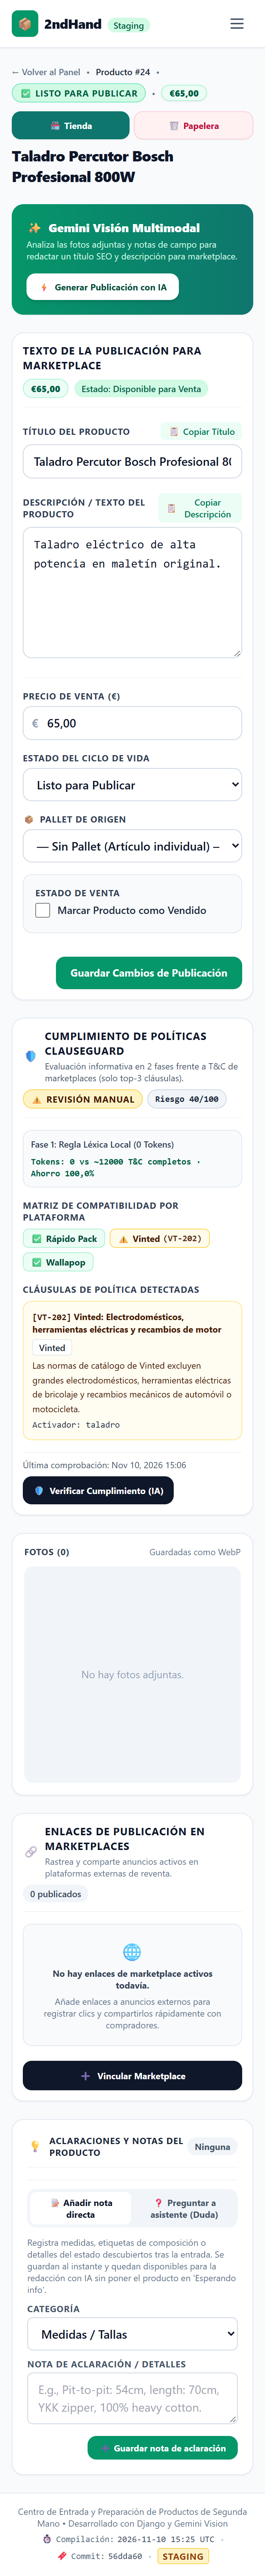 2ndHand Staging
← Volver al Panel • Producto #24 •
✅ LISTO PARA PUBLICAR • €65,00
🏪 Tienda
🗑️ Papelera
Taladro Percutor Bosch
Profesional 800W
✨ Gemini Visión Multimodal
Analiza las fotos adjuntas y notas de campo para
redactar un título SEO y descripción para marketplace.
⚡ Generar Publicación con IA
TEXTO DE LA PUBLICACIÓN PARA
MARKETPLACE
€65,00 Estado: Disponible para Venta
TÍTULO DEL PRODUCTO
📋 Copiar Título
Taladro Percutor Bosch Profesional 80
DESCRIPCIÓN / TEXTO DEL
PRODUCTO
📋 Copiar
Descripción
Taladro eléctrico de alta
potencia en maletín original.
PRECIO DE VENTA (€)
€ 65,00
ESTADO DEL CICLO DE VIDA
Listo para Publicar
📦 PALLET DE ORIGEN
— Sin Pallet (Artículo individual) —
ESTADO DE VENTA
Marcar Producto como Vendido
Guardar Cambios de Publicación
CUMPLIMIENTO DE POLÍTICAS
CLAUSEGUARD
Evaluación informativa en 2 fases frente a T&C de
marketplaces (solo top-3 cláusulas).
⚠️ REVISIÓN MANUAL Riesgo 40/100
Fase 1: Regla Léxica Local (0 Tokens)
Tokens: 0 vs ~12000 T&C completos ·
Ahorro 100,0%
MATRIZ DE COMPATIBILIDAD POR
PLATAFORMA
✅ Rápido Pack ⚠️ Vinted (VT-202)
✅ Wallapop
CLÁUSULAS DE POLÍTICA DETECTADAS
[VT-202] Vinted: Electrodomésticos,
herramientas eléctricas y recambios de motor
Vinted
Las normas de catálogo de Vinted excluyen
grandes electrodomésticos, herramientas eléctricas
de bricolaje y recambios mecánicos de automóvil o
motocicleta.
Activador: taladro
Última comprobación: Nov 10, 2026 15:06
🛡️ Verificar Cumplimiento (IA)
FOTOS (0)
Guardadas como WebP
No hay fotos adjuntas.
ENLACES DE PUBLICACIÓN EN
MARKETPLACES
Rastrea y comparte anuncios activos en
plataformas externas de reventa.
0 publicados
No hay enlaces de marketplace activos
todavía.
Añade enlaces a anuncios externos para
registrar clics y compartirlos rápidamente con
compradores.
➕ Vincular Marketplace
ACLARACIONES Y NOTAS DEL
PRODUCTO
Ninguna
📝 Añadir nota
directa
❓ Preguntar a
asistente (Duda)
Registra medidas, etiquetas de composición o
detalles del estado descubiertos tras la entrada. Se
guardan al instante y quedan disponibles para la
redacción con IA sin poner el producto en 'Esperando
info'.
CATEGORÍA
Medidas / Tallas
NOTA DE ACLARACIÓN / DETALLES
E.g., Pit-to-pit: 54cm, length: 70cm,
YKK zipper, 100% heavy cotton.
➕ Guardar nota de aclaración
Centro de Entrada y Preparación de Productos de Segunda
Mano • Desarrollado con Django y Gemini Vision
⏱️ Compilación: 2026-11-10 15:25 UTC ·
🚀 Commit: 56dda60 · STAGING